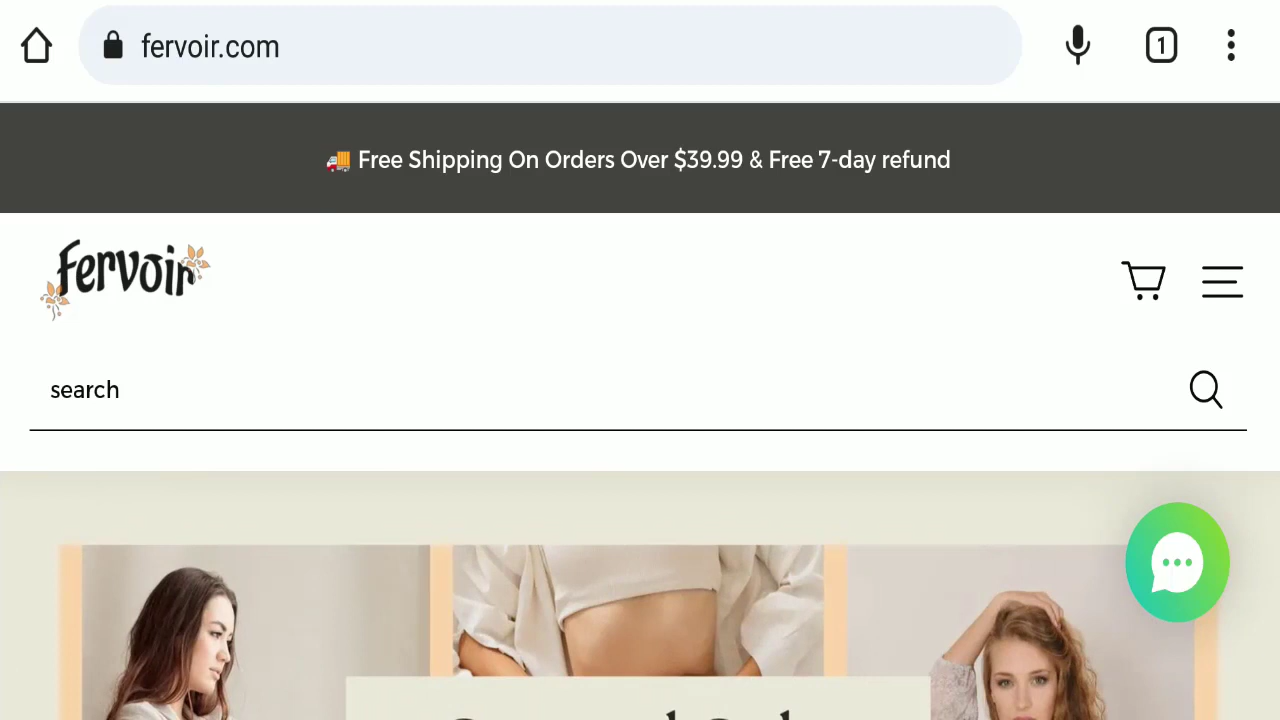 fervoir.com
1
🚚 Free Shipping On Orders Over $39.99 & Free 7-day refund
fervoir
search